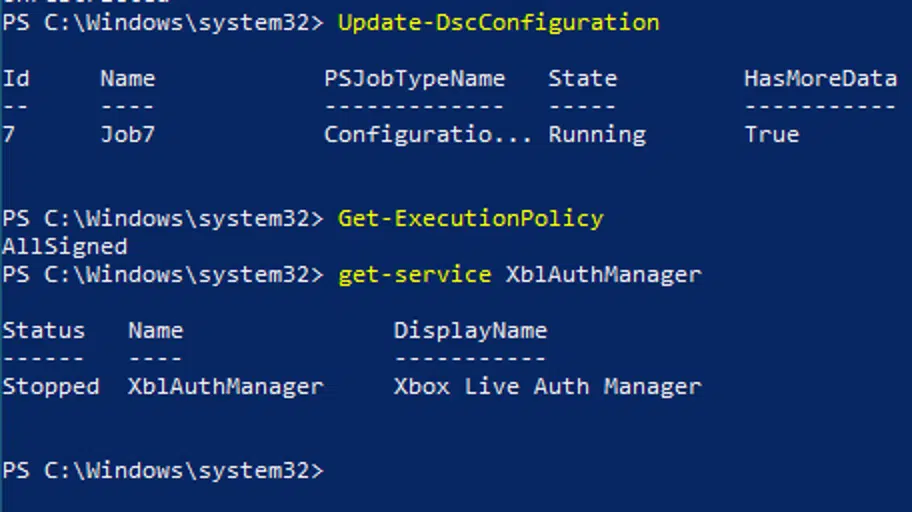 PS C:\Windows\system32> Update-DscConfiguration
Id Name PSJobTypeName State HasMoreData
-- ---- ------------- ----- -----------
7 Job7 Configuratio... Running True
PS C:\Windows\system32> Get-ExecutionPolicy
AllSigned
PS C:\Windows\system32> get-service XblAuthManager
Status Name DisplayName
------ ---- -----------
Stopped XblAuthManager Xbox Live Auth Manager
PS C:\Windows\system32>